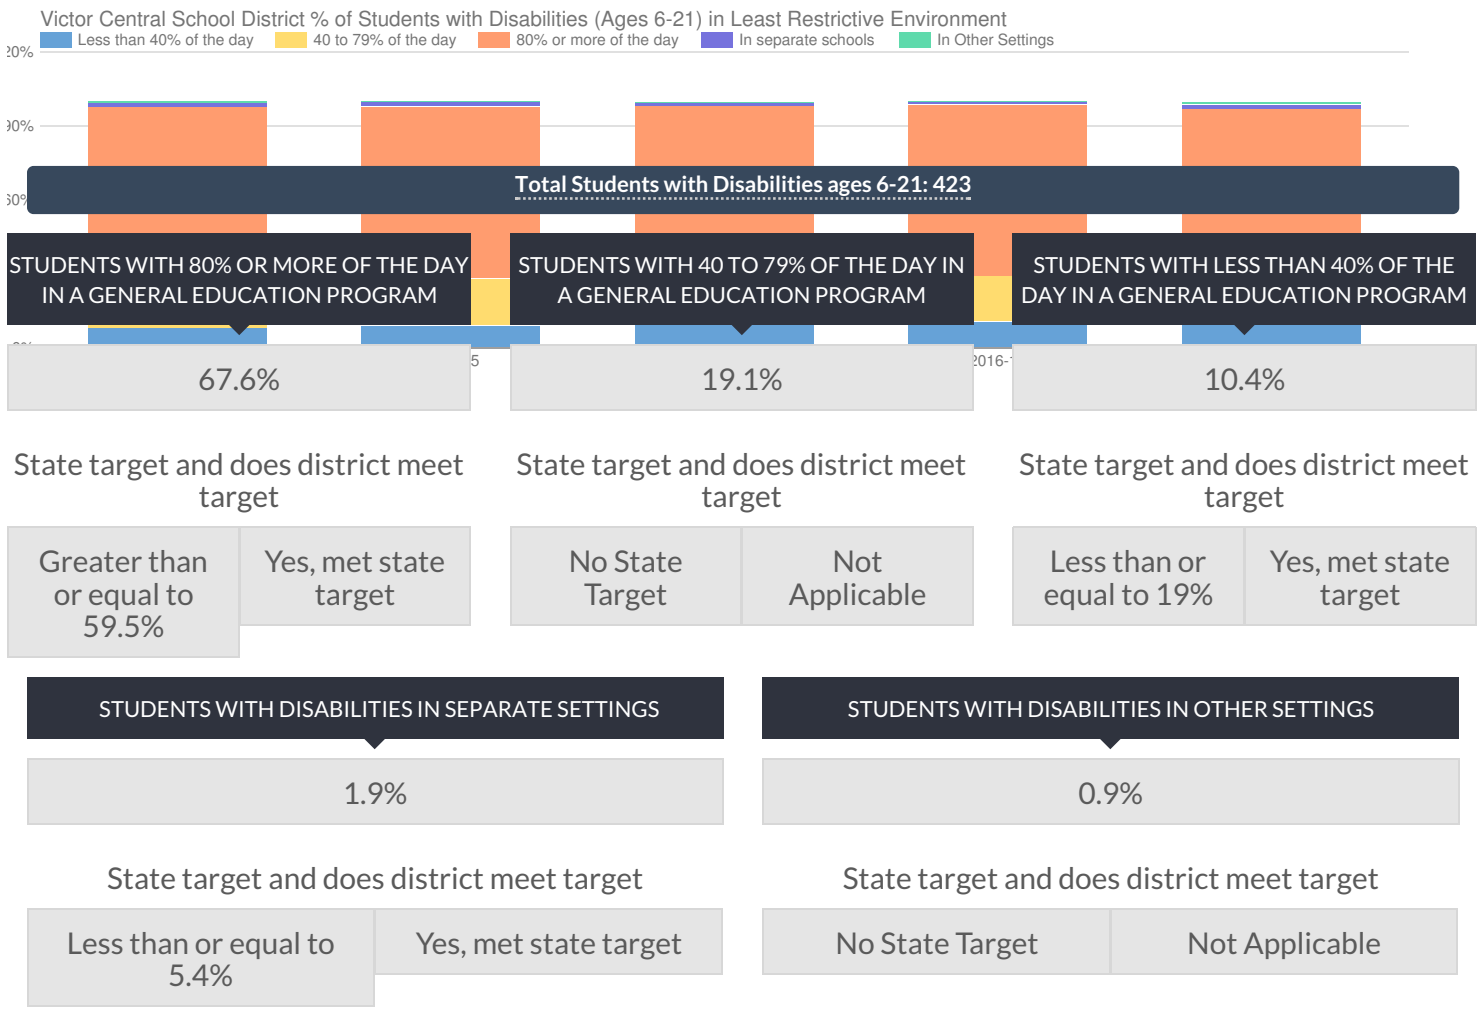 Victor Central School District % of Students with Disabilities (Ages 6-21) in Least Restrictive Environment
Less than 40% of the day
40 to 79% of the day
80% or more of the day
In separate schools
In Other Settings
20%
90%
Total Students with Disabilities ages 6-21: 423
60%
STUDENTS WITH 80% OR MORE OF THE DAY
IN A GENERAL EDUCATION PROGRAM
STUDENTS WITH 40 TO 79% OF THE DAY IN
A GENERAL EDUCATION PROGRAM
STUDENTS WITH LESS THAN 40% OF THE
DAY IN A GENERAL EDUCATION PROGRAM
5
2016-1
67.6%
19.1%
10.4%
State target and does district meet
target
State target and does district meet
target
State target and does district meet
target
Greater than
or equal to
59.5%
Yes, met state
target
No State
Target
Not
Applicable
Less than or
equal to 19%
Yes, met state
target
STUDENTS WITH DISABILITIES IN SEPARATE SETTINGS
STUDENTS WITH DISABILITIES IN OTHER SETTINGS
1.9%
0.9%
State target and does district meet target
State target and does district meet target
Less than or equal to
5.4%
Yes, met state target
No State Target
Not Applicable